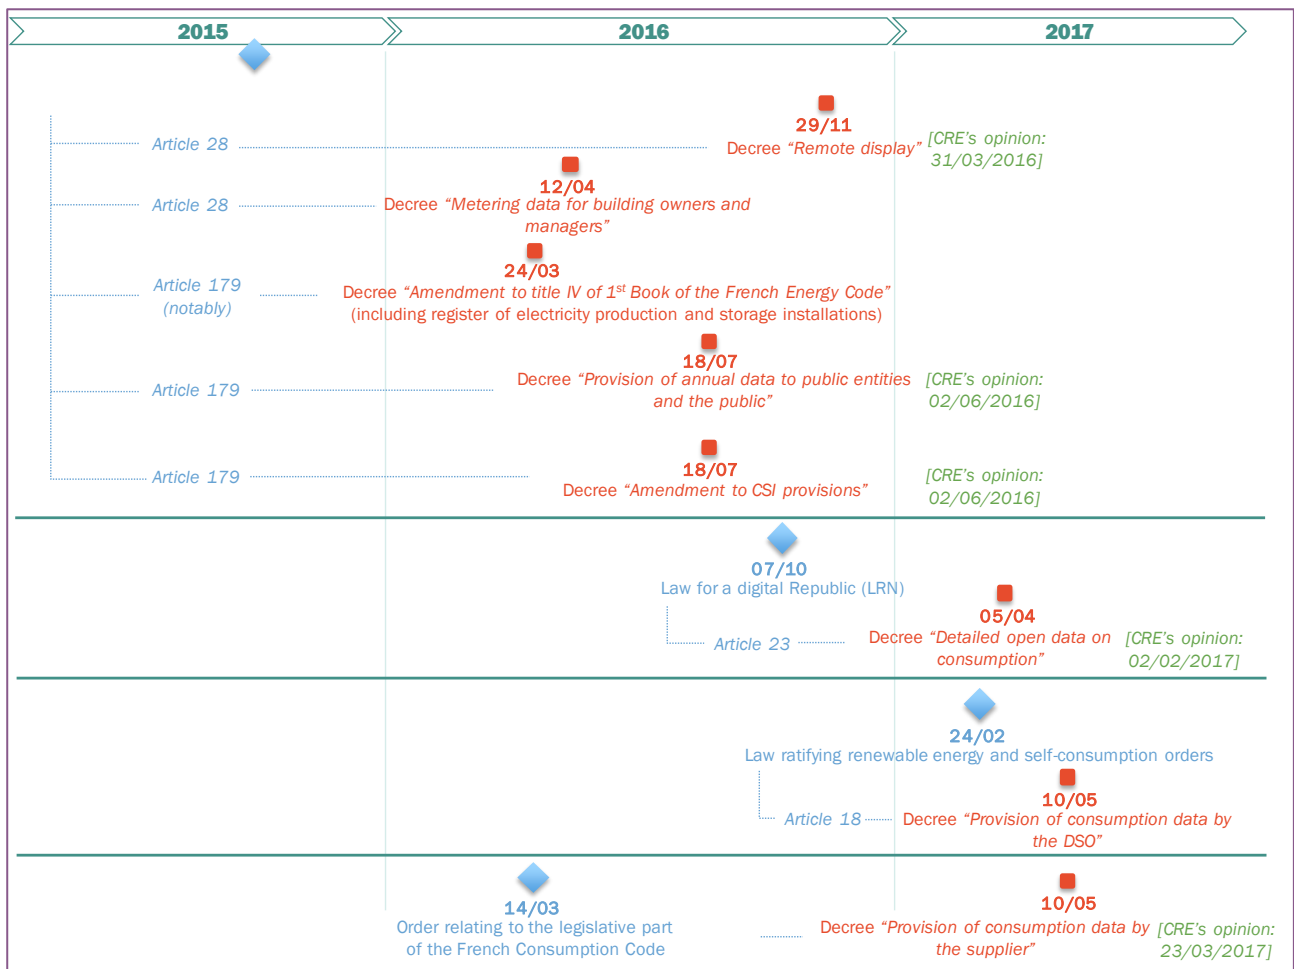 2015
2016
2017
29/11
Article 28
Decree “Remote display”
[CRE’s opinion:
31/03/2016]
12/04
Article 28
Decree “Metering data for building owners and
managers”
24/03
Article 179
(notably)
Decree “Amendment to title IV of 1st Book of the French Energy Code”
(including register of electricity production and storage installations)
18/07
Article 179
Decree “Provision of annual data to public entities
and the public”
[CRE’s opinion:
02/06/2016]
18/07
Article 179
Decree “Amendment to CSI provisions”
[CRE’s opinion:
02/06/2016]
07/10
Law for a digital Republic (LRN)
05/04
Article 23
Decree “Detailed open data on
consumption”
[CRE’s opinion:
02/02/2017]
24/02
Law ratifying renewable energy and self-consumption orders
10/05
Article 18
Decree “Provision of consumption data by
the DSO”
14/03
Order relating to the legislative part
of the French Consumption Code
10/05
Decree “Provision of consumption data by
the supplier”
[CRE’s opinion:
23/03/2017]